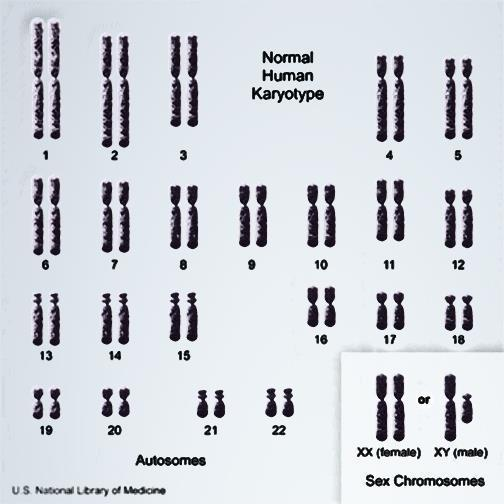 Normal
Human
Karyotype
1 2 3 4 5
6 7 8 9 10 11 12
13 14 15 16 17 18
19 20 21 22
or
XX (female) XY (male)
Autosomes
Sex Chromosomes
U.S. National Library of Medicine